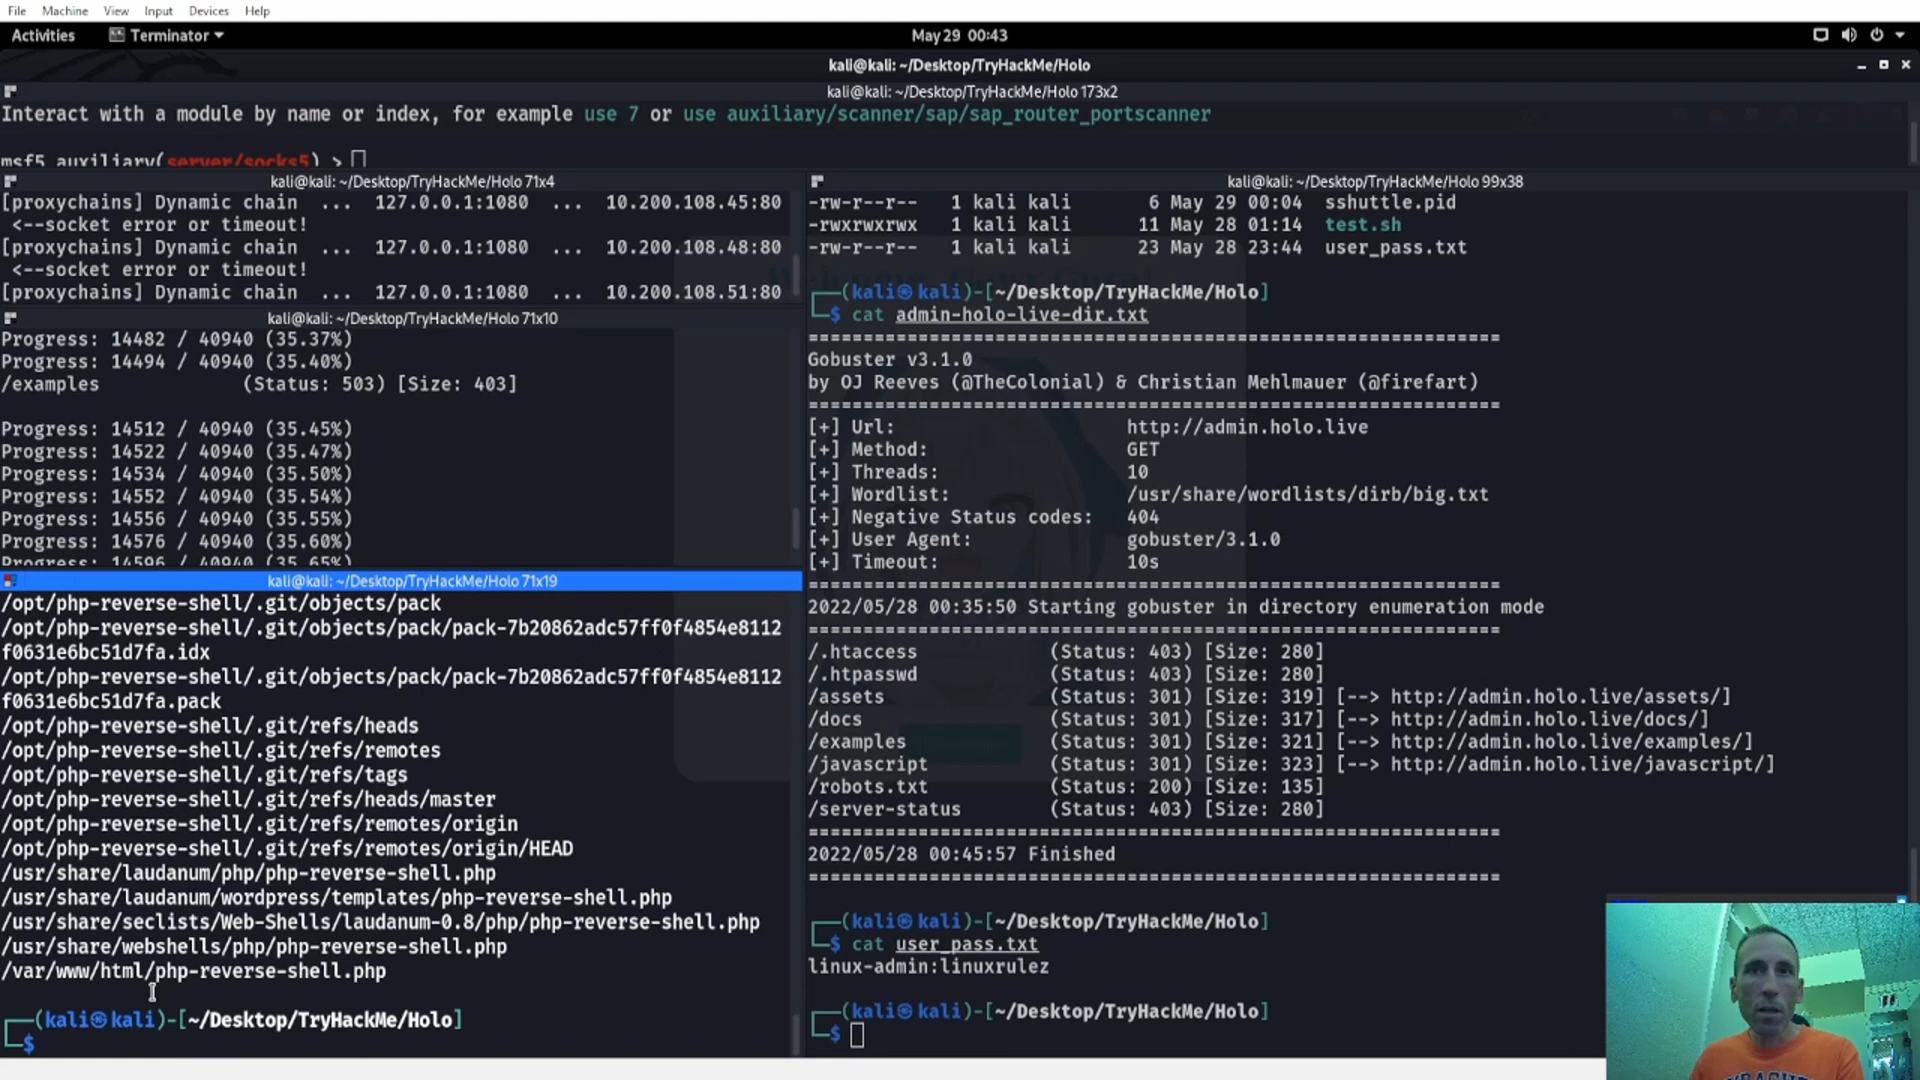 File Machine View Input Devices Help
Activities Terminator May 29 00:43
kali@kali: ~/Desktop/TryHackMe/Holo
kali@kali: ~/Desktop/TryHackMe/Holo 173x2
Interact with a module by name or index, for example use 7 or use auxiliary/scanner/sap/sap_router_portscanner
msf5 auxiliary(server/socks5) >
kali@kali: ~/Desktop/TryHackMe/Holo 71x4
[proxychains] Dynamic chain ... 127.0.0.1:1080 ... 10.200.108.45:80
<--socket error or timeout!
[proxychains] Dynamic chain ... 127.0.0.1:1080 ... 10.200.108.48:80
<--socket error or timeout!
[proxychains] Dynamic chain ... 127.0.0.1:1080 ... 10.200.108.51:80
kali@kali: ~/Desktop/TryHackMe/Holo 71x10
Progress: 14482 / 40940 (35.37%)
Progress: 14494 / 40940 (35.40%)
/examples (Status: 503) [Size: 403]
Progress: 14512 / 40940 (35.45%)
Progress: 14522 / 40940 (35.47%)
Progress: 14534 / 40940 (35.50%)
Progress: 14552 / 40940 (35.54%)
Progress: 14556 / 40940 (35.55%)
Progress: 14576 / 40940 (35.60%)
Progress: 14596 / 40940 (35.65%)
kali@kali: ~/Desktop/TryHackMe/Holo 71x19
/opt/php-reverse-shell/.git/objects/pack
/opt/php-reverse-shell/.git/objects/pack/pack-7b20862adc57ff0f4854e8112
f0631e6bc51d7fa.idx
/opt/php-reverse-shell/.git/objects/pack/pack-7b20862adc57ff0f4854e8112
f0631e6bc51d7fa.pack
/opt/php-reverse-shell/.git/refs/heads
/opt/php-reverse-shell/.git/refs/remotes
/opt/php-reverse-shell/.git/refs/tags
/opt/php-reverse-shell/.git/refs/heads/master
/opt/php-reverse-shell/.git/refs/remotes/origin
/opt/php-reverse-shell/.git/refs/remotes/origin/HEAD
/usr/share/laudanum/php/php-reverse-shell.php
/usr/share/laudanum/wordpress/templates/php-reverse-shell.php
/usr/share/seclists/Web-Shells/laudanum-0.8/php/php-reverse-shell.php
/usr/share/webshells/php/php-reverse-shell.php
/var/www/html/php-reverse-shell.php
(kali㉿kali)-[~/Desktop/TryHackMe/Holo]
$
kali@kali: ~/Desktop/TryHackMe/Holo 99x38
-rw-r--r-- 1 kali kali 6 May 29 00:04 sshuttle.pid
-rwxrwxrwx 1 kali kali 11 May 28 01:14 test.sh
-rw-r--r-- 1 kali kali 23 May 28 23:44 user_pass.txt
(kali㉿kali)-[~/Desktop/TryHackMe/Holo]
$ cat admin-holo-live-dir.txt
===============================================================
Gobuster v3.1.0
by OJ Reeves (@TheColonial) & Christian Mehlmauer (@firefart)
===============================================================
[+] Url: http://admin.holo.live
[+] Method: GET
[+] Threads: 10
[+] Wordlist: /usr/share/wordlists/dirb/big.txt
[+] Negative Status codes: 404
[+] User Agent: gobuster/3.1.0
[+] Timeout: 10s
===============================================================
2022/05/28 00:35:50 Starting gobuster in directory enumeration mode
===============================================================
/.htaccess (Status: 403) [Size: 280]
/.htpasswd (Status: 403) [Size: 280]
/assets (Status: 301) [Size: 319] [--> http://admin.holo.live/assets/]
/docs (Status: 301) [Size: 317] [--> http://admin.holo.live/docs/]
/examples (Status: 301) [Size: 321] [--> http://admin.holo.live/examples/]
/javascript (Status: 301) [Size: 323] [--> http://admin.holo.live/javascript/]
/robots.txt (Status: 200) [Size: 135]
/server-status (Status: 403) [Size: 280]
===============================================================
2022/05/28 00:45:57 Finished
===============================================================
(kali㉿kali)-[~/Desktop/TryHackMe/Holo]
$ cat user_pass.txt
linux-admin:linuxrulez
(kali㉿kali)-[~/Desktop/TryHackMe/Holo]
$